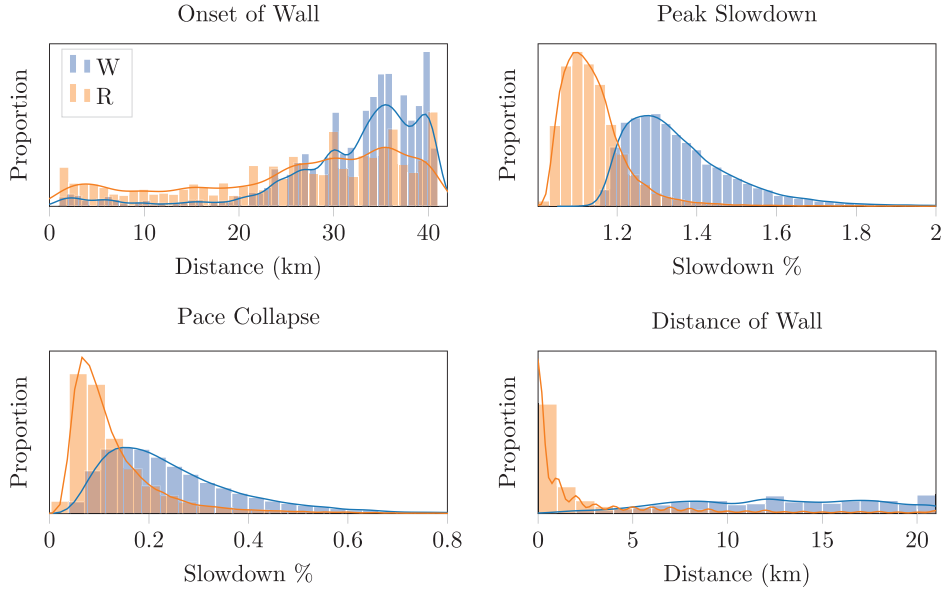 Onset of Wall
Proportion
W
R
0 10 20 30 40
Distance (km)
Peak Slowdown
Proportion
1.2 1.4 1.6 1.8 2
Slowdown %
Pace Collapse
Proportion
0 0.2 0.4 0.6 0.8
Slowdown %
Distance of Wall
Proportion
0 5 10 15 20
Distance (km)